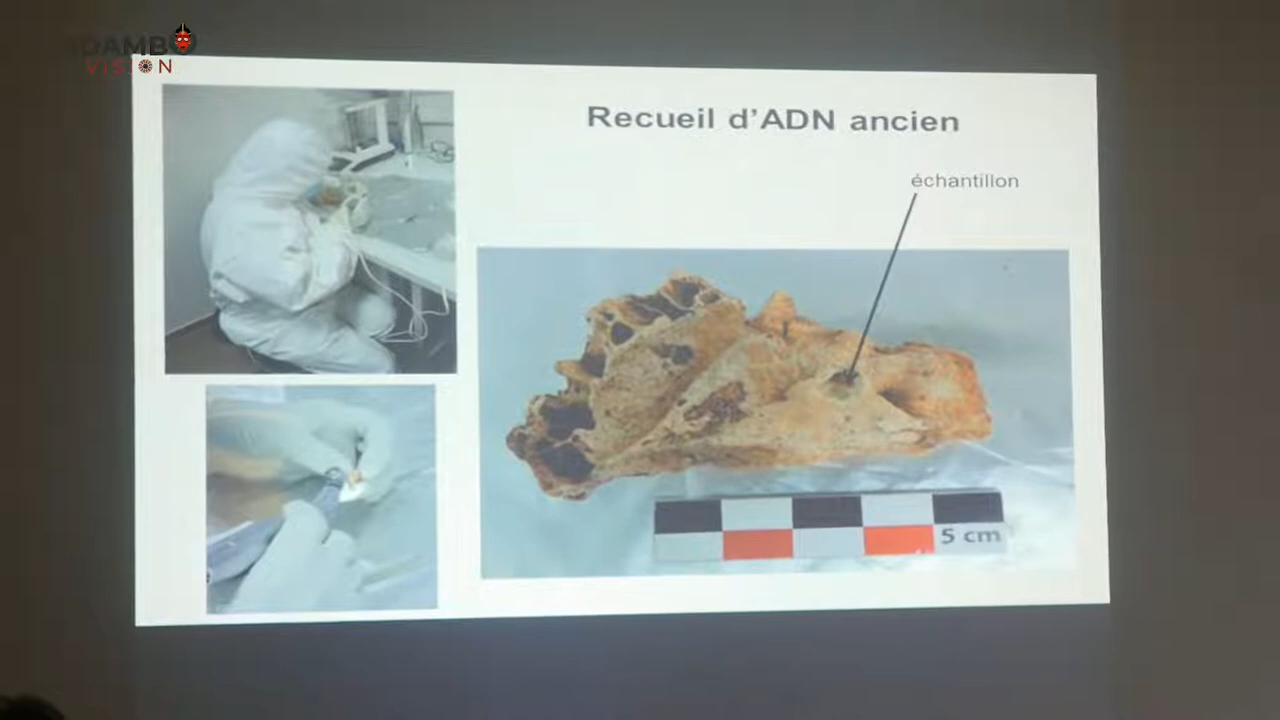 DAMBO
VISION
Recueil d'ADN ancien
échantillon
5 cm